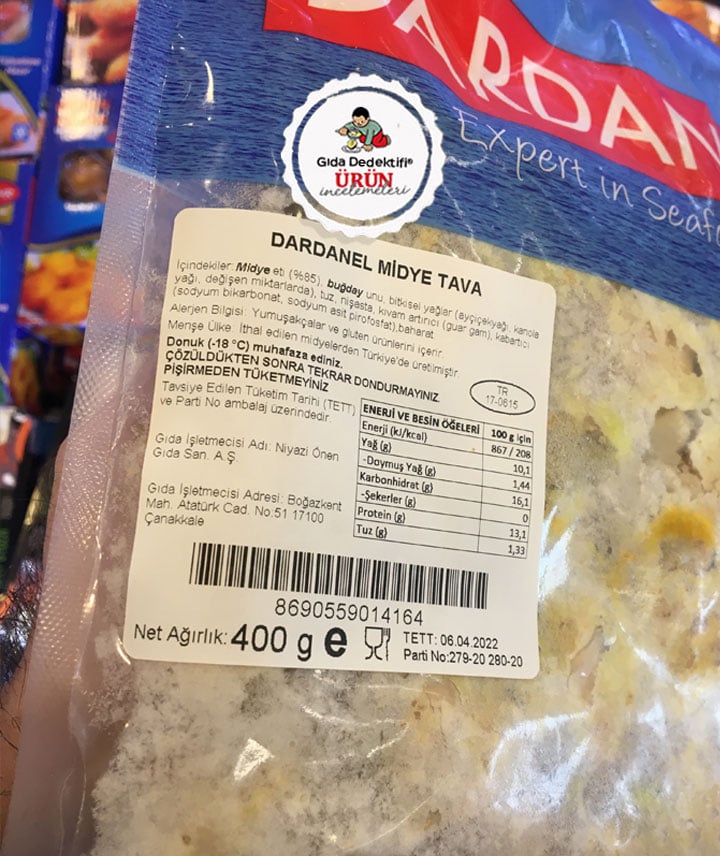 DARDAN
Expert in Seaf
Gıda Dedektifi®
ÜRÜN
incelemeleri
DARDANEL MİDYE TAVA
İçindekiler: Midye eti (%85), buğday unu, bitkisel yağlar (ayçiçekyağı, kanola
yağı, değişen miktarlarda), tuz, nişasta, kıvam artırıcı (guar gam), kabartıcı
(sodyum bikarbonat, sodyum asit pirofosfat),baharat
Alerjen Bilgisi: Yumuşakçalar ve gluten ürünlerini içerir.
Menşe Ülke: İthal edilen midyelerden Türkiye'de üretilmiştir.
Donuk (-18 °C) muhafaza ediniz.
ÇÖZÜLDÜKTEN SONRA TEKRAR DONDURMAYINIZ.
PİŞİRMEDEN TÜKETMEYİNİZ
Tavsiye Edilen Tüketim Tarihi (TETT)
ve Parti No ambalaj üzerindedir.
Gıda İşletmecisi Adı: Niyazi Önen
Gıda San. A.Ş.
Gıda İşletmecisi Adresi: Boğazkent
Mah. Atatürk Cad. No:51 17100
Çanakkale
TR
17-0615
ENERJİ VE BESİN ÖĞELERİ 100 g için
Enerji (kJ/kcal) 867 / 208
Yağ (g) 10,1
-Doymuş Yağ (g) 1,44
Karbonhidrat (g) 16,1
-Şekerler (g) 0
Protein (g) 13,1
Tuz (g) 1,33
8690559014164
Net Ağırlık: 400 g e
TETT: 06.04.2022
Parti No:279-20 280-20